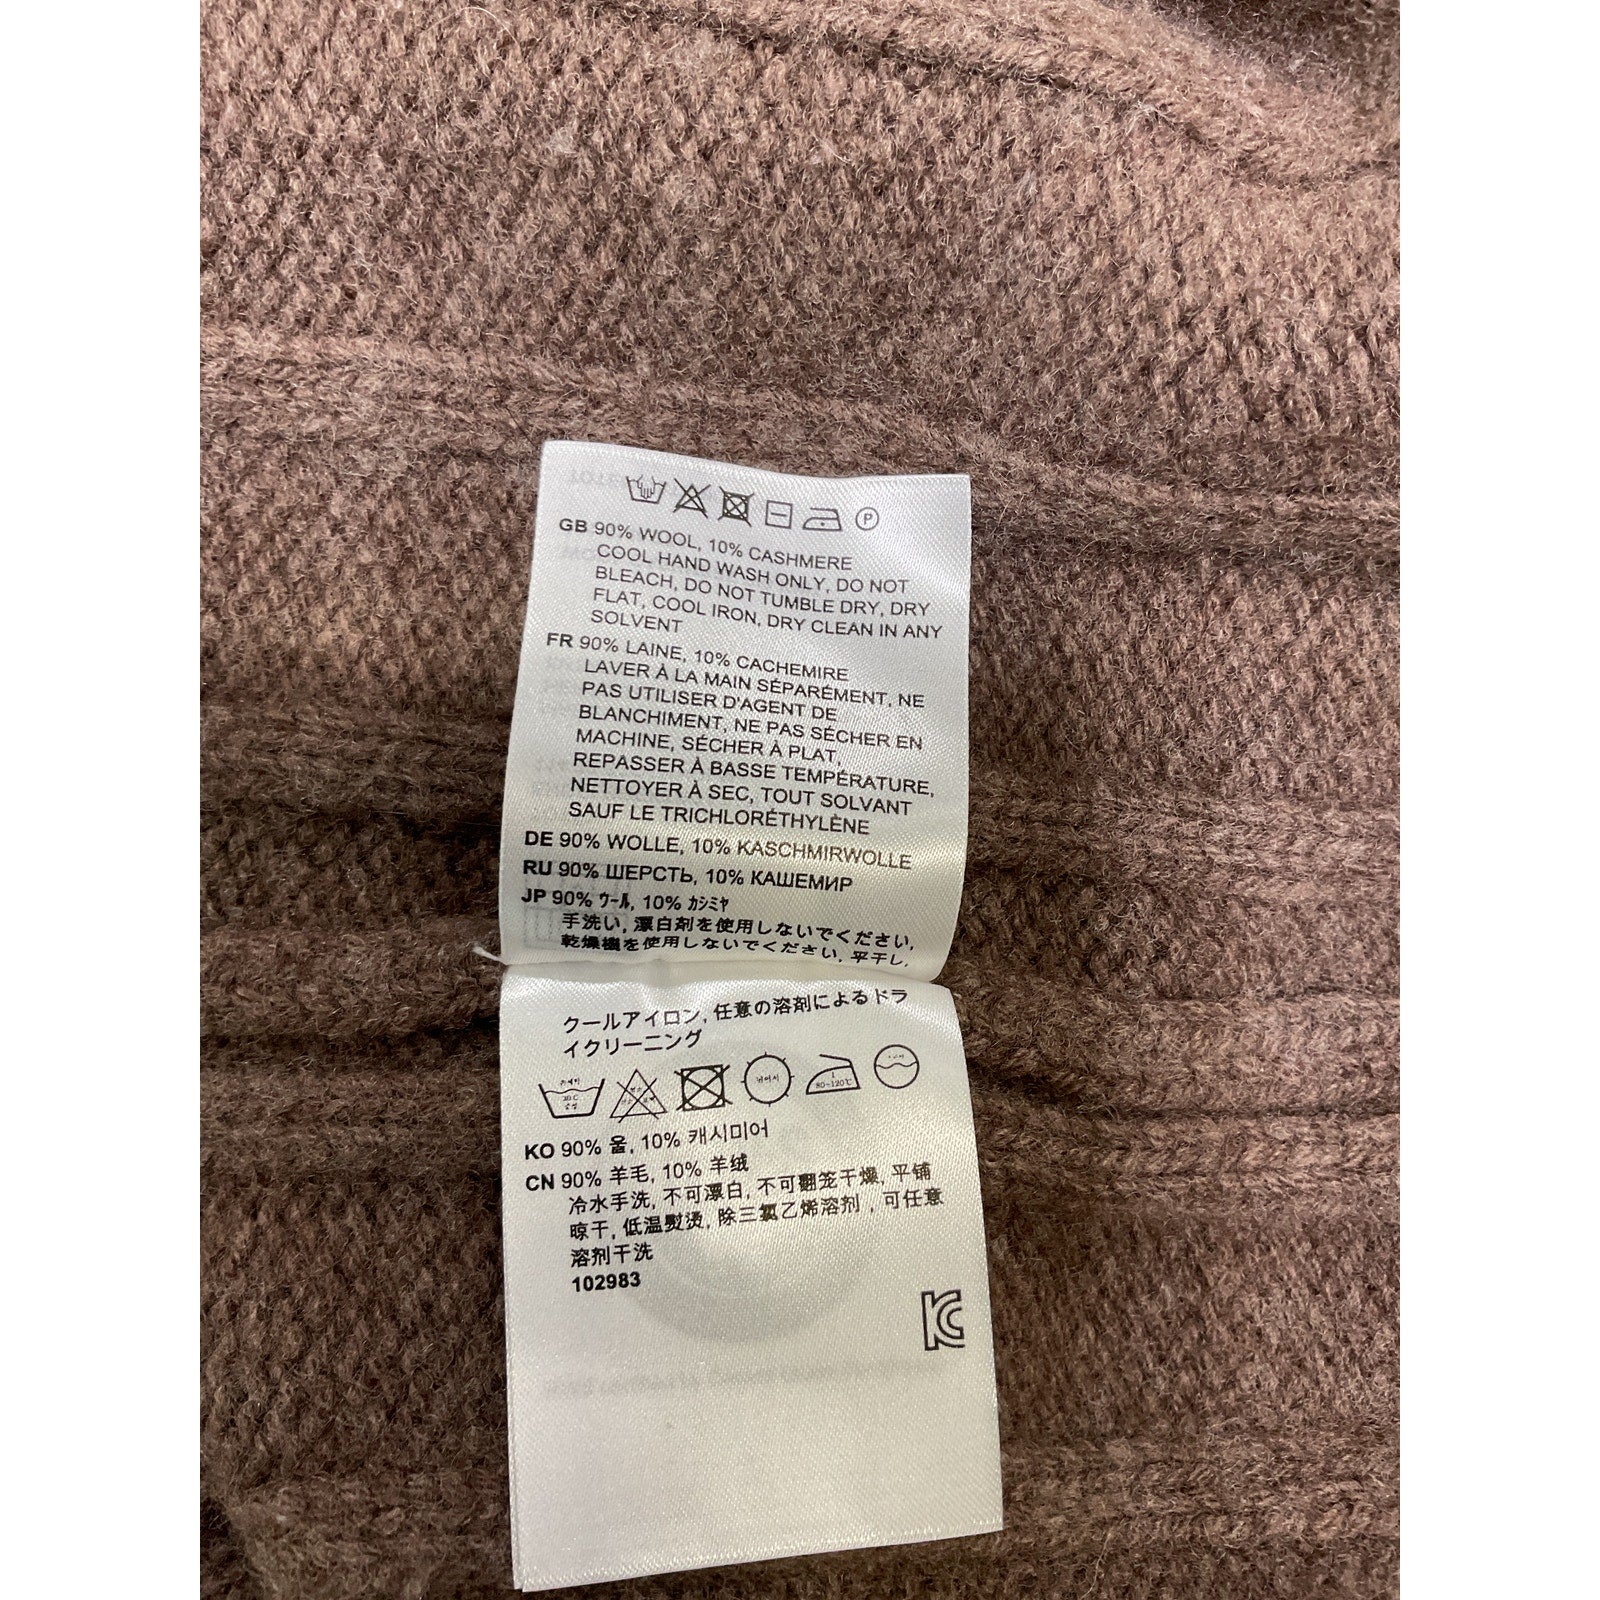 P
GB 90% WOOL, 10% CASHMERE
COOL HAND WASH ONLY, DO NOT
BLEACH, DO NOT TUMBLE DRY, DRY
FLAT, COOL IRON, DRY CLEAN IN ANY
SOLVENT
FR 90% LAINE, 10% CACHEMIRE
LAVER À LA MAIN SÉPARÉMENT, NE
PAS UTILISER D'AGENT DE
BLANCHIMENT, NE PAS SÉCHER EN
MACHINE, SÉCHER À PLAT,
REPASSER À BASSE TEMPÉRATURE,
NETTOYER À SEC, TOUT SOLVANT
SAUF LE TRICHLORÉTHYLÈNE
DE 90% WOLLE, 10% KASCHMIRWOLLE
RU 90% ШЕРСТЬ, 10% КАШЕМИР
JP 90% ウール, 10% カシミヤ
手洗い, 漂白剤を使用しないでください,
乾燥機を使用しないでください, 平干し,
クールアイロン, 任意の溶剤によるドラ
イクリーニング
80~120℃
KO 90% 울, 10% 캐시미어
CN 90% 羊毛, 10% 羊绒
冷水手洗, 不可漂白, 不可翻笼干燥, 平铺
晾干, 低温熨烫, 除三氯乙烯溶剂, 可任意
溶剂干洗
102983
KC